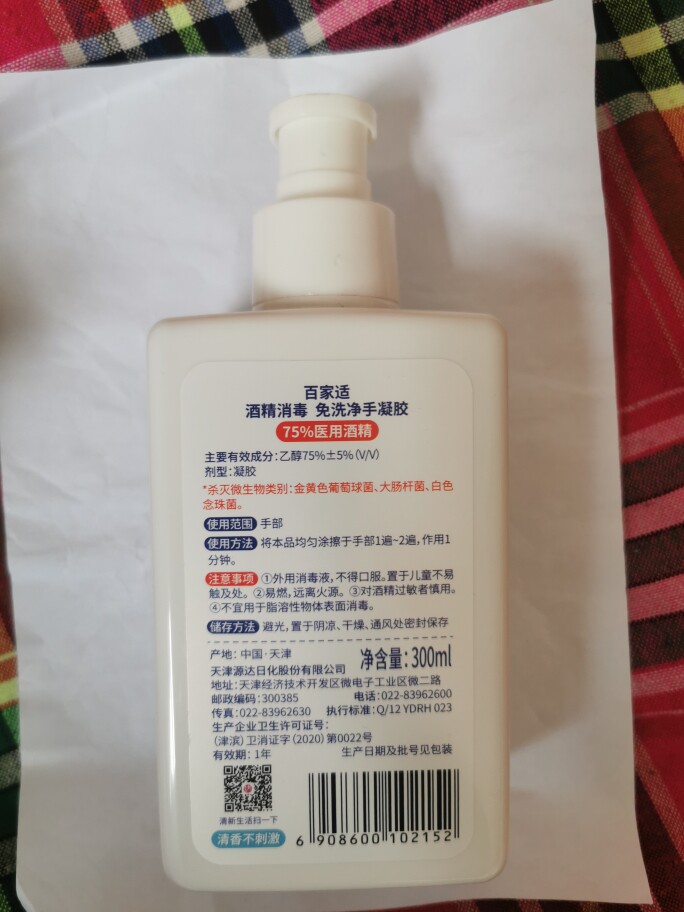 百家适
酒精消毒 免洗净手凝胶
75%医用酒精
主要有效成分:乙醇75%±5%(V/V)
剂型:凝胶
*杀灭微生物类别:金黄色葡萄球菌、大肠杆菌、白色
念珠菌。
使用范围 手部
使用方法 将本品均匀涂擦于手部1遍~2遍,作用1
分钟。
注意事项 ①外用消毒液,不得口服。置于儿童不易
触及处。②易燃,远离火源。③对酒精过敏者慎用。
④不宜用于脂溶性物体表面消毒。
储存方法 避光,置于阴凉、干燥、通风处密封保存
产地: 中国·天津
净含量:300ml
天津源达日化股份有限公司
地址:天津经济技术开发区微电子工业区微二路
邮政编码:300385 电话:022-83962600
传真:022-83962630 执行标准:Q/12 YDRH 023
生产企业卫生许可证号:
(津滨)卫消证字(2020)第0022号
有效期: 1年 生产日期及批号见包装
清新生活扫一下
清香不刺激
6 908600 102152